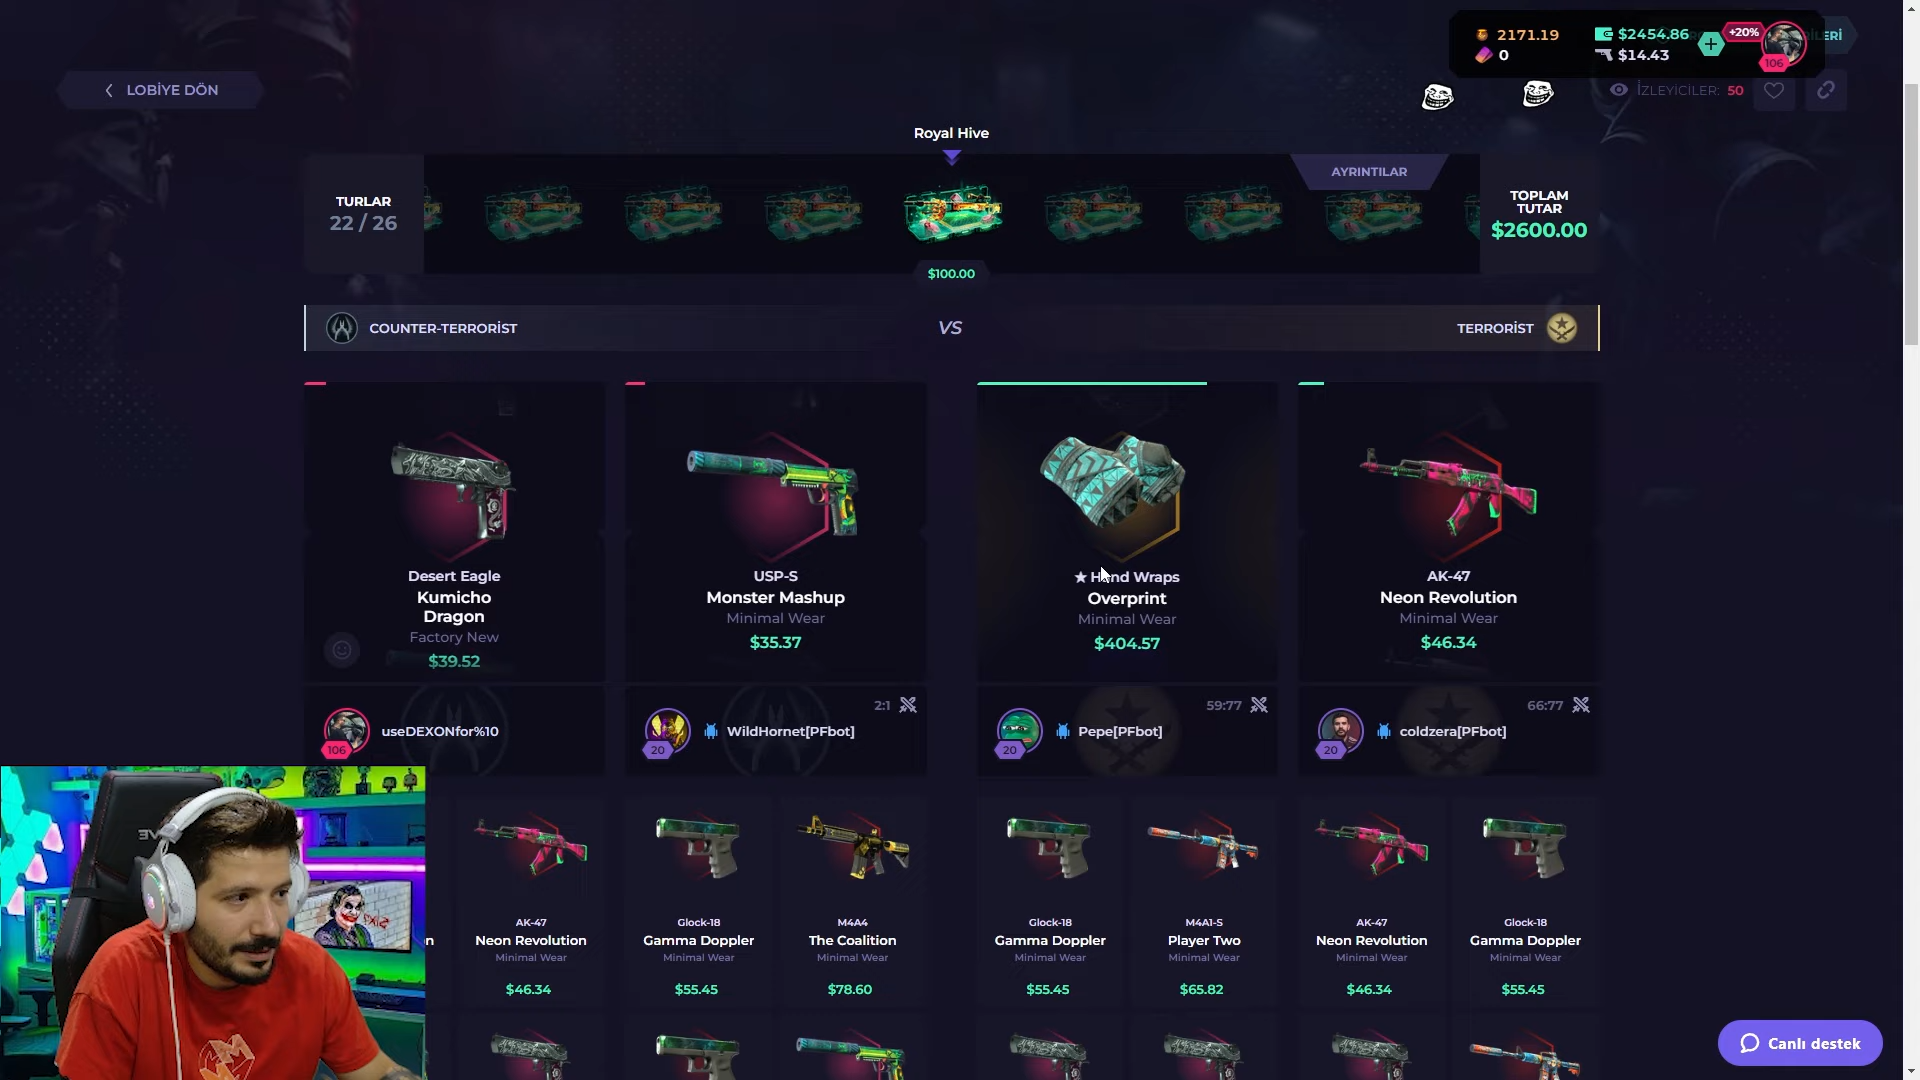 2171.19
$2454.86
+20%
0
$14.43
106
LOBİYE DÖN
İZLEYİCİLER: 50
Royal Hive
AYRINTILAR
TURLAR
22 / 26
TOPLAM
TUTAR
$2600.00
$100.00
COUNTER-TERRORİST
VS
TERRORİST
Desert Eagle
Kumicho
Dragon
Factory New
$39.52
USP-S
Monster Mashup
Minimal Wear
$35.37
★ Hand Wraps
Overprint
Minimal Wear
$404.57
AK-47
Neon Revolution
Minimal Wear
$46.34
106
useDEXONfor%10
2:1
20
WildHornet[PFbot]
59:77
20
Pepe[PFbot]
66:77
20
coldzera[PFbot]
AK-47
Neon Revolution
Minimal Wear
$46.34
Glock-18
Gamma Doppler
Minimal Wear
$55.45
M4A4
The Coalition
Minimal Wear
$78.60
Glock-18
Gamma Doppler
Minimal Wear
$55.45
M4A1-S
Player Two
Minimal Wear
$65.82
AK-47
Neon Revolution
Minimal Wear
$46.34
Glock-18
Gamma Doppler
Minimal Wear
$55.45
Canlı destek